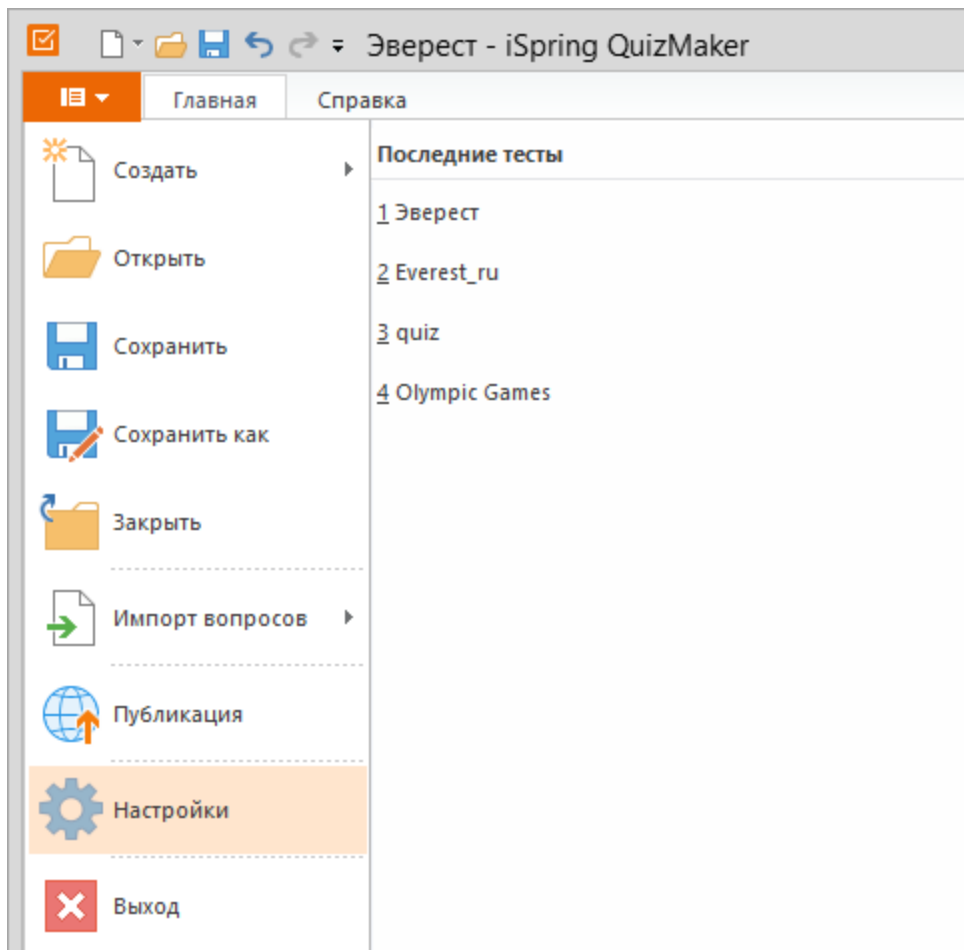 Эверест - iSpring QuizMaker
Главная
Справка
Создать
Открыть
Сохранить
Сохранить как
Закрыть
Импорт вопросов
Публикация
Настройки
Выход
Последние тесты
1 Эверест
2 Everest_ru
3 quiz
4 Olympic Games